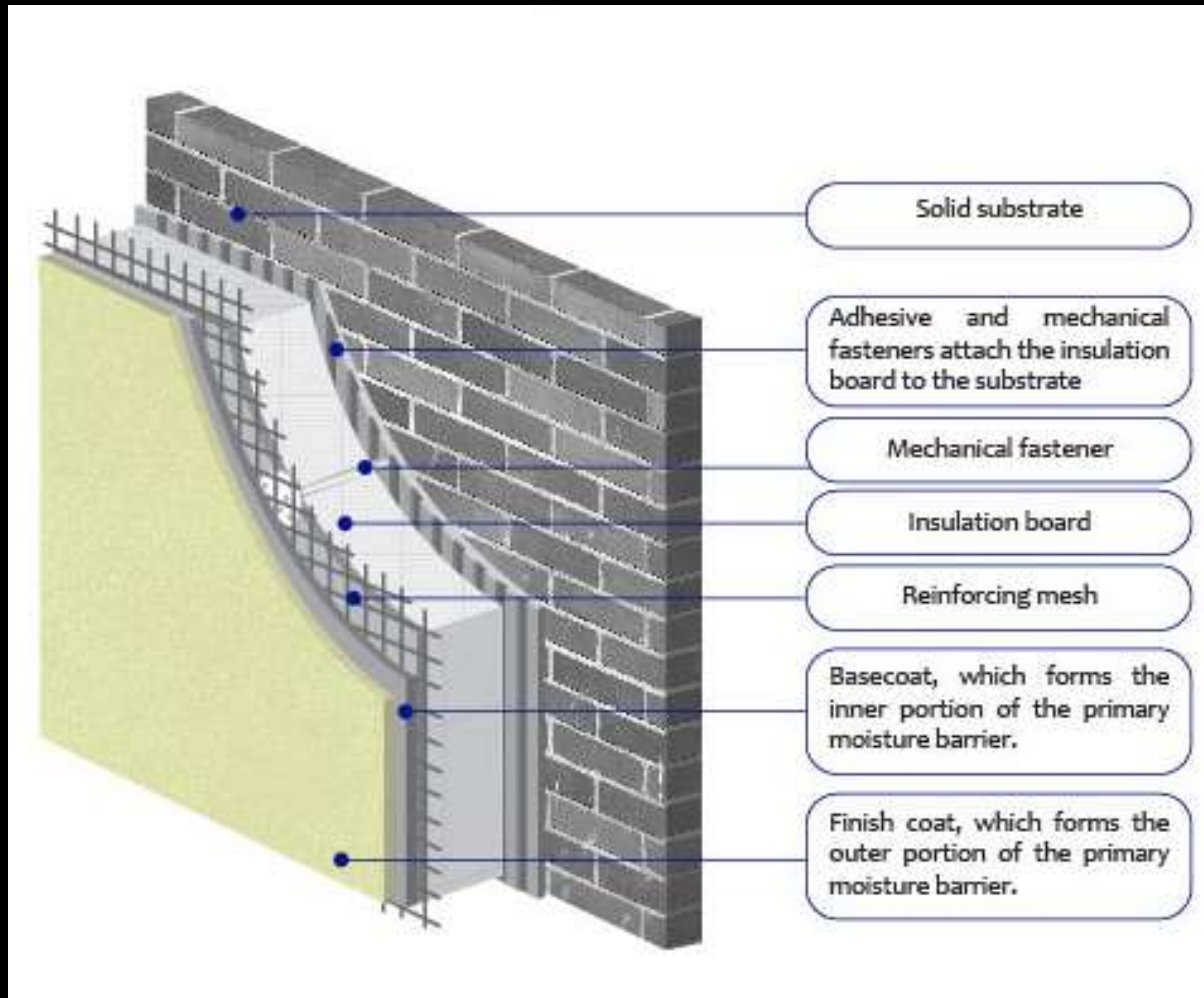 Solid substrate
Adhesive and mechanical
fasteners attach the insulation
board to the substrate
Mechanical fastener
Insulation board
Reinforcing mesh
Basecoat, which forms the
inner portion of the primary
moisture barrier.
Finish coat, which forms the
outer portion of the primary
moisture barrier.